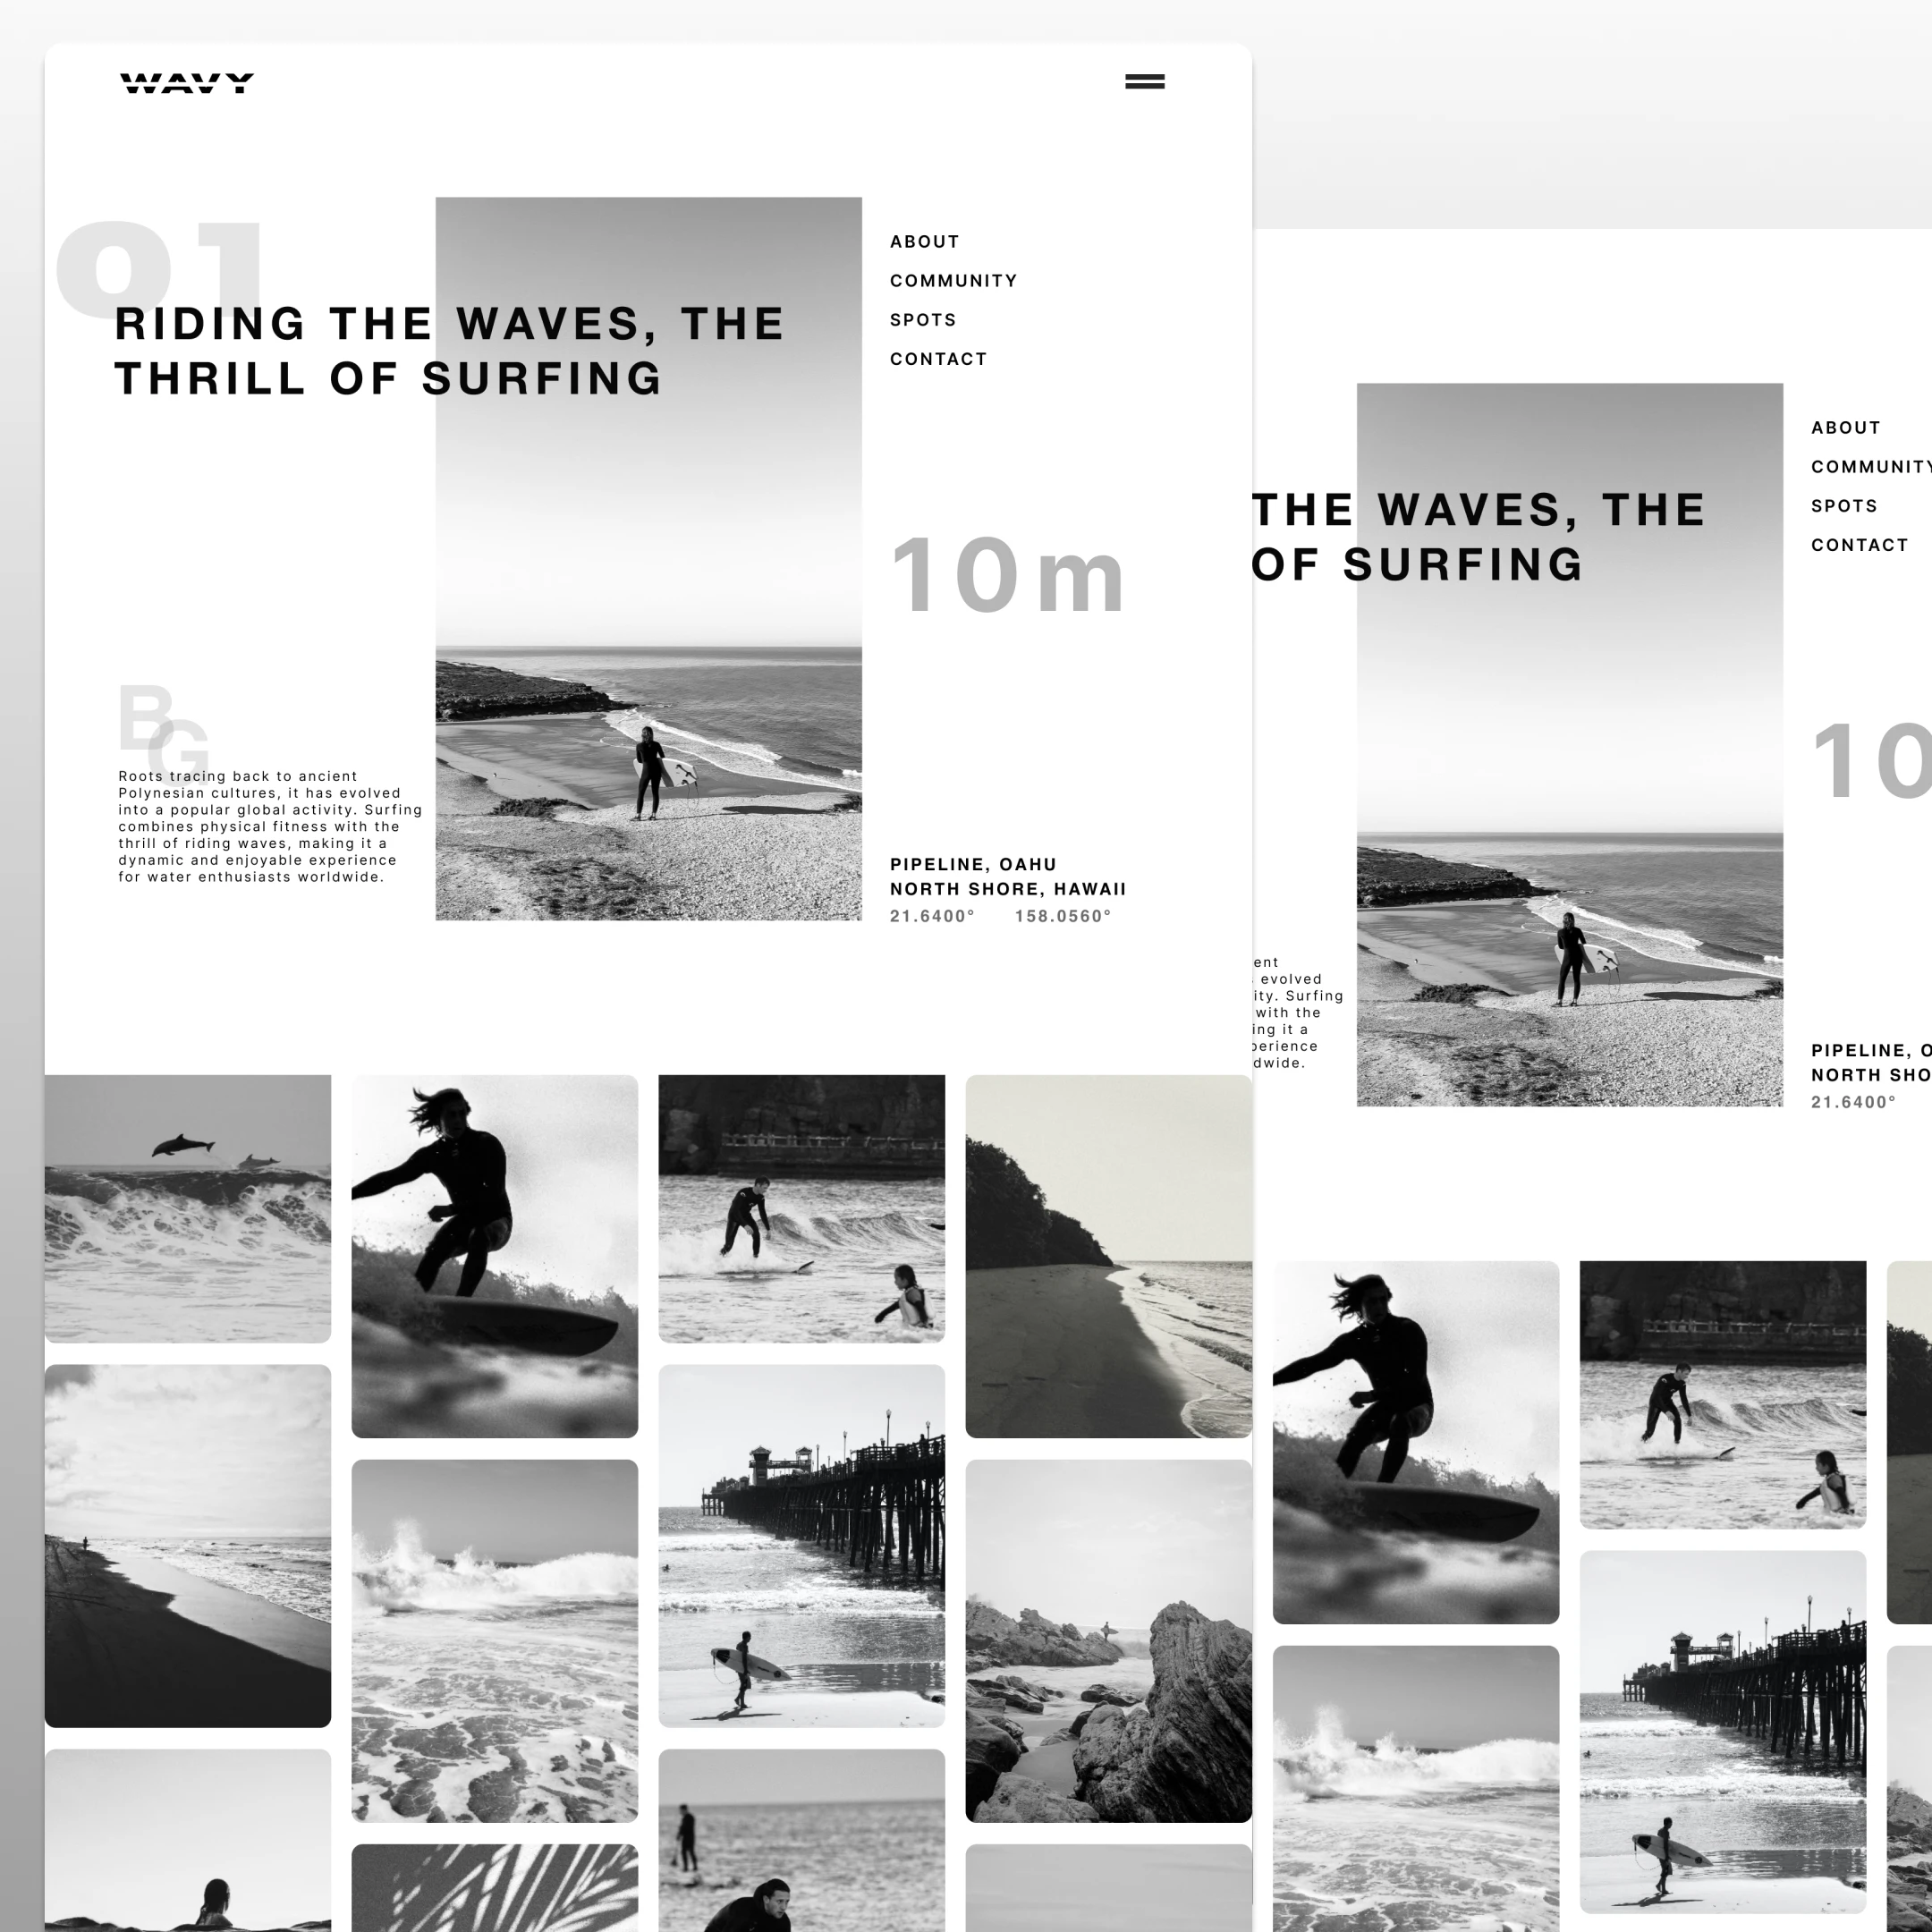 WAVY
01
RIDING THE WAVES, THE
THRILL OF SURFING
ABOUT
COMMUNITY
SPOTS
CONTACT
10m
BG
Roots tracing back to ancient
Polynesian cultures, it has evolved
into a popular global activity. Surfing
combines physical fitness with the
thrill of riding waves, making it a
dynamic and enjoyable experience
for water enthusiasts worldwide.
PIPELINE, OAHU
NORTH SHORE, HAWAII
21.6400° 158.0560°
THE WAVES, THE
OF SURFING
ABOUT
COMMUNITY
SPOTS
CONTACT
10
ent
evolved
ity. Surfing
with the
ing it a
perience
dwide.
PIPELINE, O
NORTH SHO
21.6400°